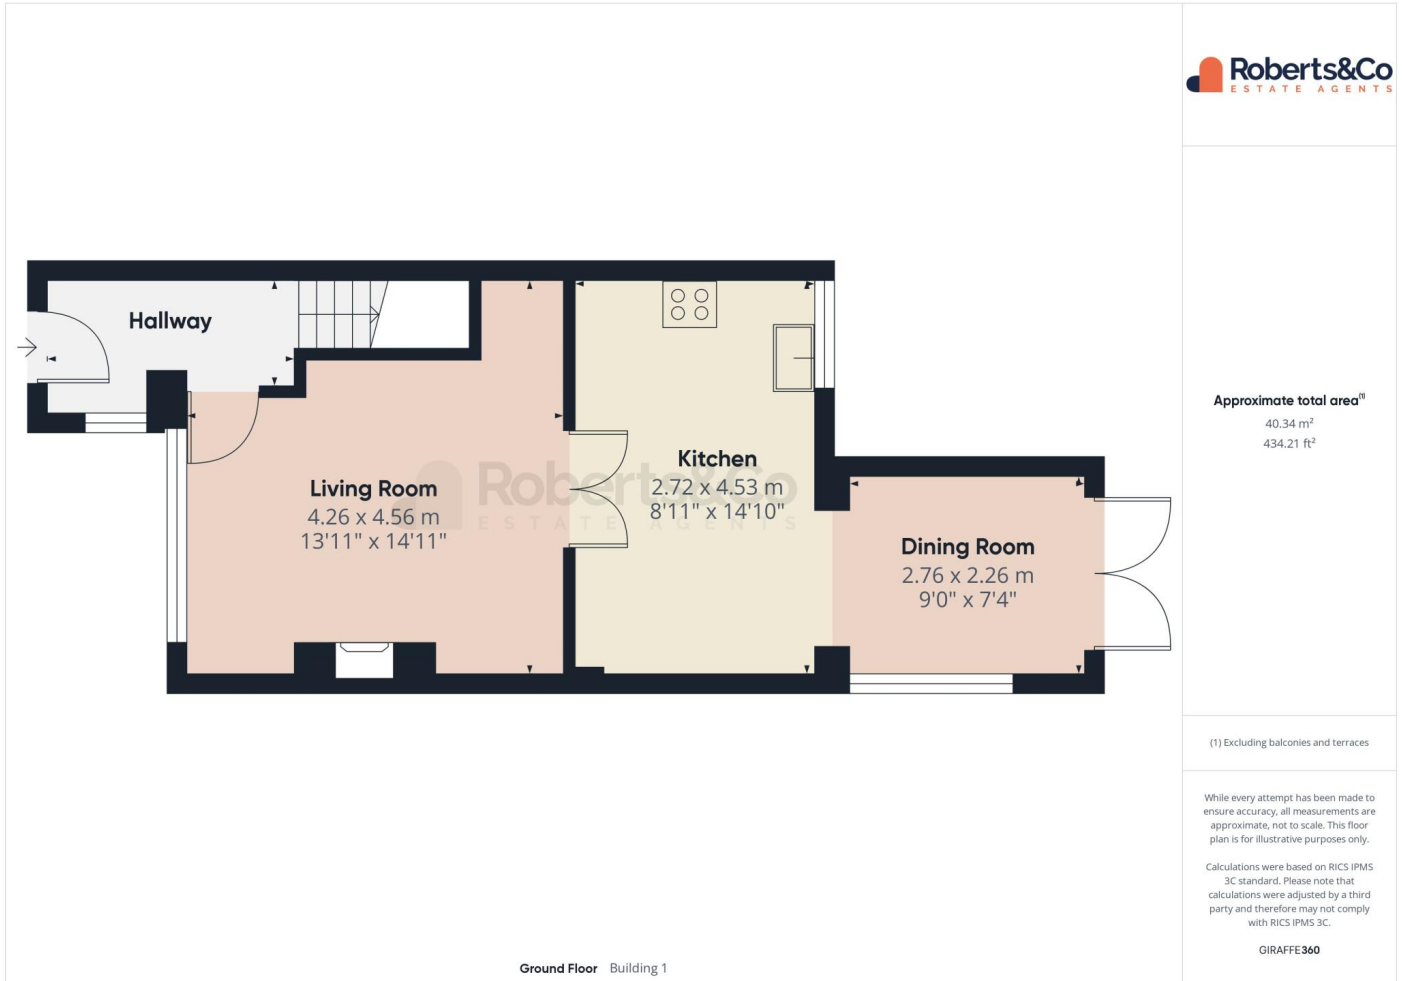 Roberts&Co
ESTATE AGENTS
Hallway
Living Room
4.26 x 4.56 m
13'11" x 14'11"
Roberts&Co
ESTATE AGENTS
Kitchen
2.72 x 4.53 m
8'11" x 14'10"
Dining Room
2.76 x 2.26 m
9'0" x 7'4"
Approximate total area(1)
40.34 m²
434.21 ft²
(1) Excluding balconies and terraces
While every attempt has been made to
ensure accuracy, all measurements are
approximate, not to scale. This floor
plan is for illustrative purposes only.
Calculations were based on RICS IPMS
3C standard. Please note that
calculations were adjusted by a third
party and therefore may not comply
with RICS IPMS 3C.
GIRAFFE360
Ground Floor Building 1